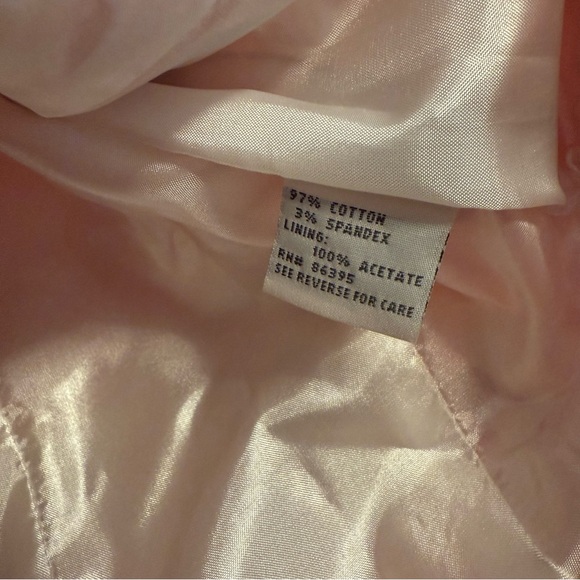 97% COTTON
3% SPANDEX
LINING:
100% ACETATE
RN# 86395
SEE REVERSE FOR CARE